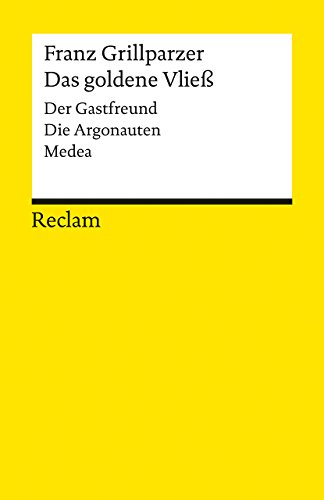 Franz Grillparzer
Das goldene Vließ
Der Gastfreund
Die Argonauten
Medea
Reclam